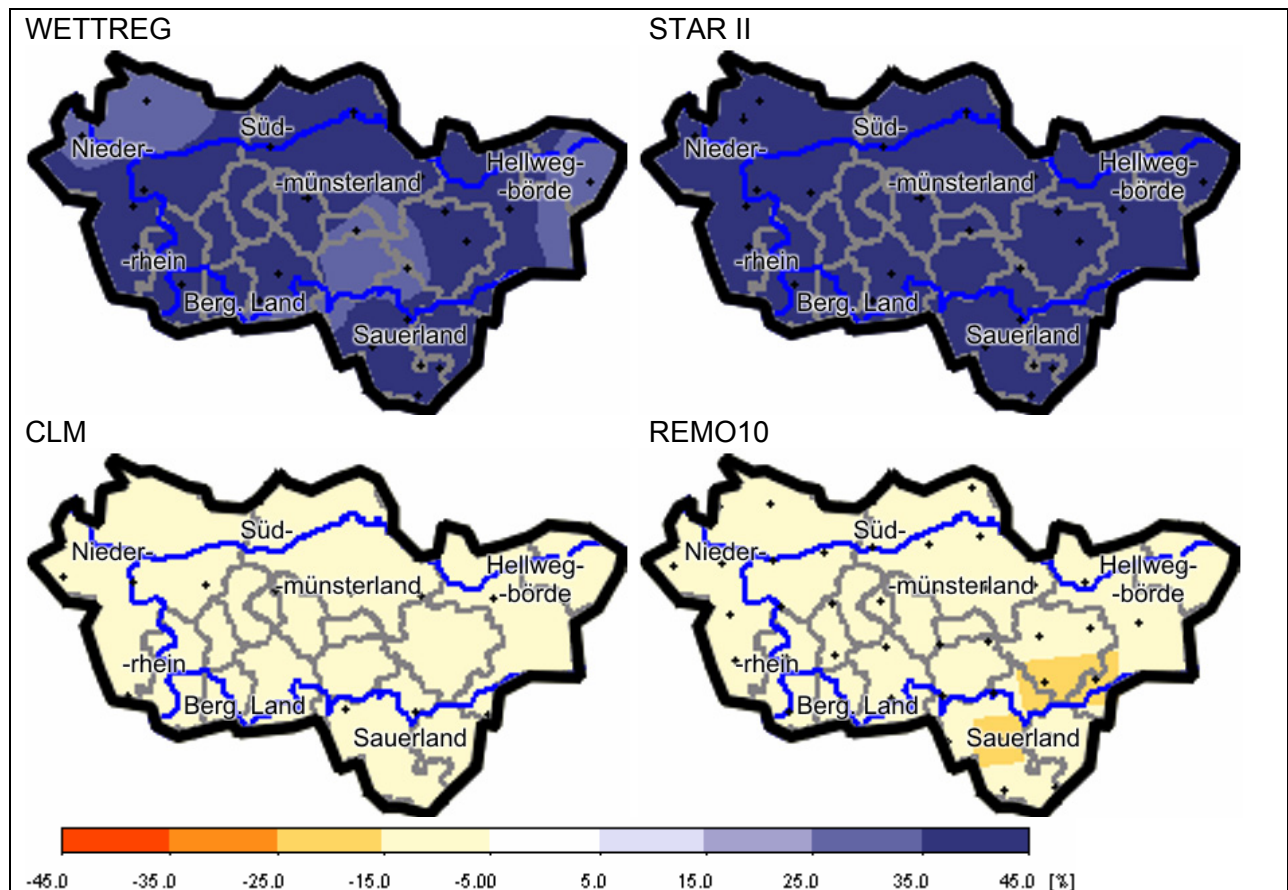 WETTREG
STAR II
Süd-
Nieder-
-münsterland
Hellweg-
-börde
-rhein
Berg. Land
Sauerland
Süd-
Nieder-
-münsterland
Hellweg-
-börde
-rhein
Berg. Land
Sauerland
CLM
REMO10
Süd-
Nieder-
-münsterland
Hellweg-
-börde
-rhein
Berg. Land
Sauerland
Süd-
Nieder-
-münsterland
Hellweg-
-börde
-rhein
Berg. Land
Sauerland
-45.0 -35.0 -25.0 -15.0 -5.00 5.0 15.0 25.0 35.0 45.0 [%]